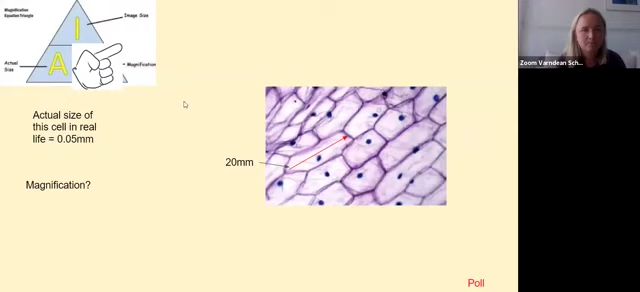 Magnification
Equation Triangle
I
Image Size
Actual
Size
A
Magnification
Zoom Varndean Sch...
Actual size of
this cell in real
life = 0.05mm
20mm
Magnification?
Poll